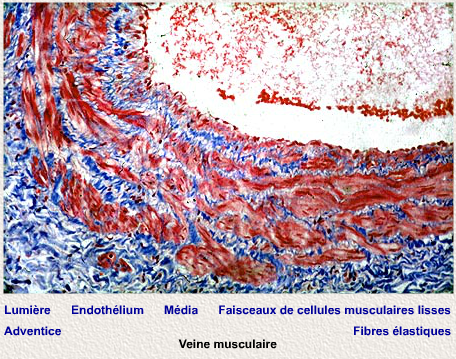 Lumière Endothélium Média Faisceaux de cellules musculaires lisses
Adventice Fibres élastiques
Veine musculaire